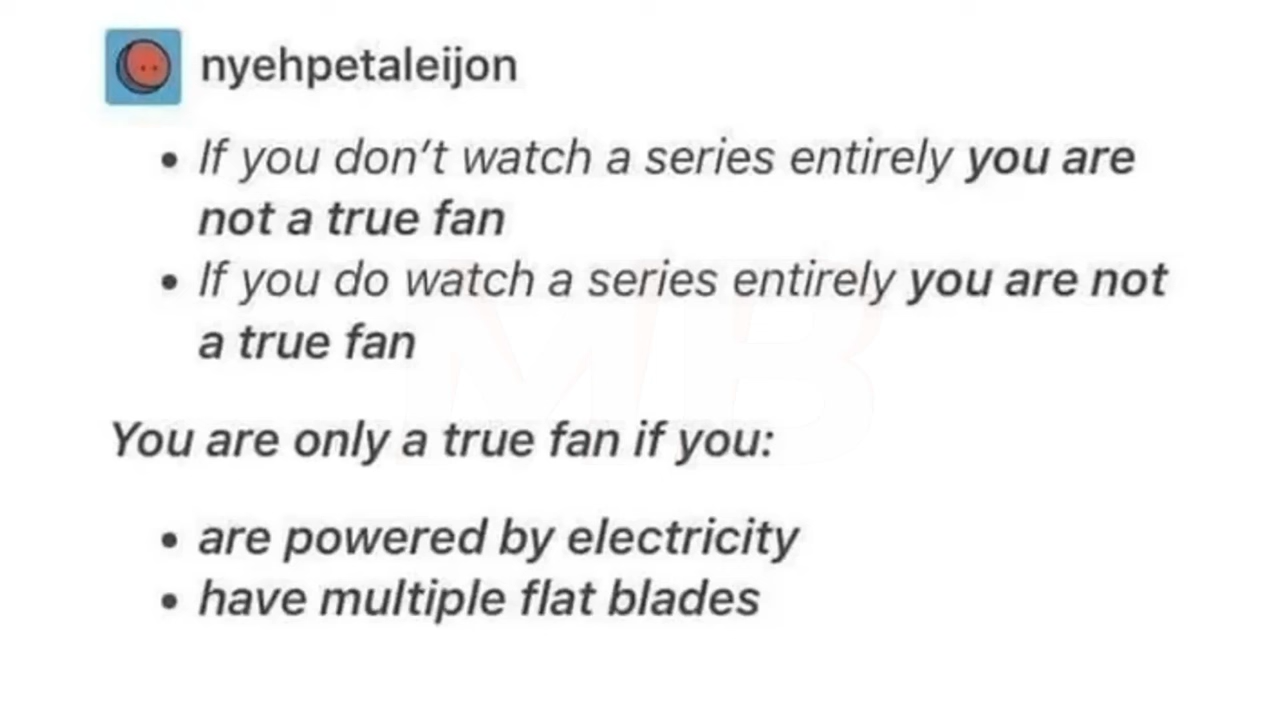 nyehpetaleijon
• If you don’t watch a series entirely you are
not a true fan
• If you do watch a series entirely you are not
a true fan
You are only a true fan if you:
• are powered by electricity
• have multiple flat blades
MB